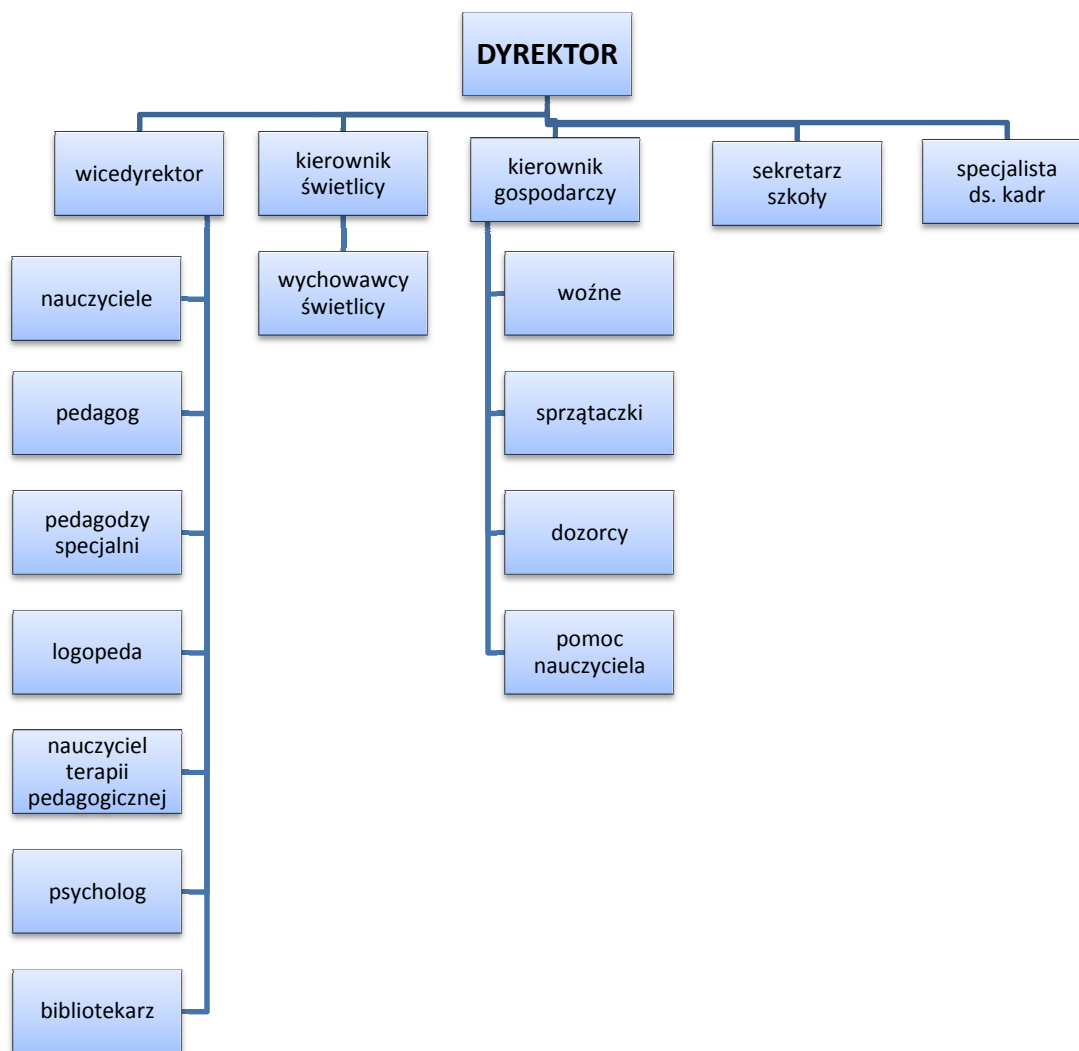 DYREKTOR
wicedyrektor
kierownik
świetlicy
kierownik
gospodarczy
sekretarz
szkoły
specjalista
ds. kadr
nauczyciele
pedagog
pedagodzy
specjalni
logopeda
nauczyciel
terapii
pedagogicznej
psycholog
bibliotekarz
wychowawcy
świetlicy
woźne
sprzątaczki
dozorcy
pomoc
nauczyciela